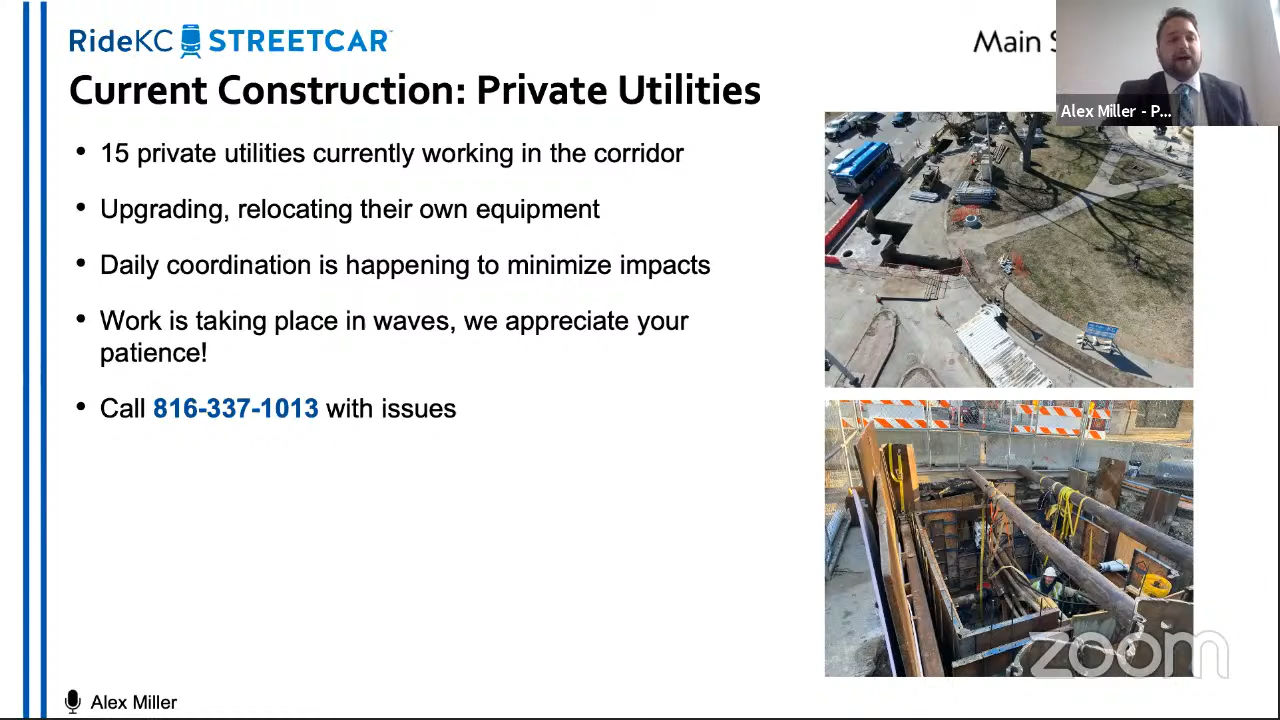 RideKC STREETCAR
Main S
Alex Miller - P...
Current Construction: Private Utilities
• 15 private utilities currently working in the corridor
• Upgrading, relocating their own equipment
• Daily coordination is happening to minimize impacts
• Work is taking place in waves, we appreciate your
patience!
• Call 816-337-1013 with issues
zoom
Alex Miller